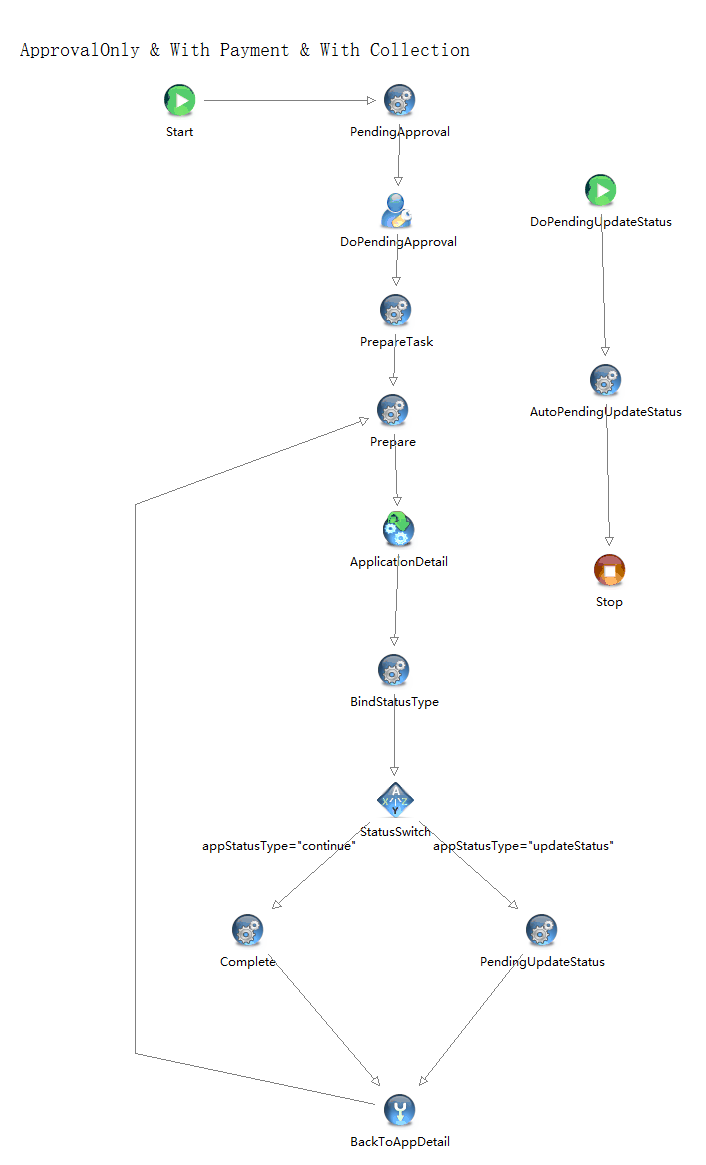 ApprovalOnly & With Payment & With Collection
Start
PendingApproval
DoPendingApproval
DoPendingUpdateStatus
PrepareTask
AutoPendingUpdateStatus
Prepare
ApplicationDetail
Stop
BindStatusType
A
X
Z
Y
StatusSwitch
appStatusType="continue"
appStatusType="updateStatus"
Complete
PendingUpdateStatus
BackToAppDetail